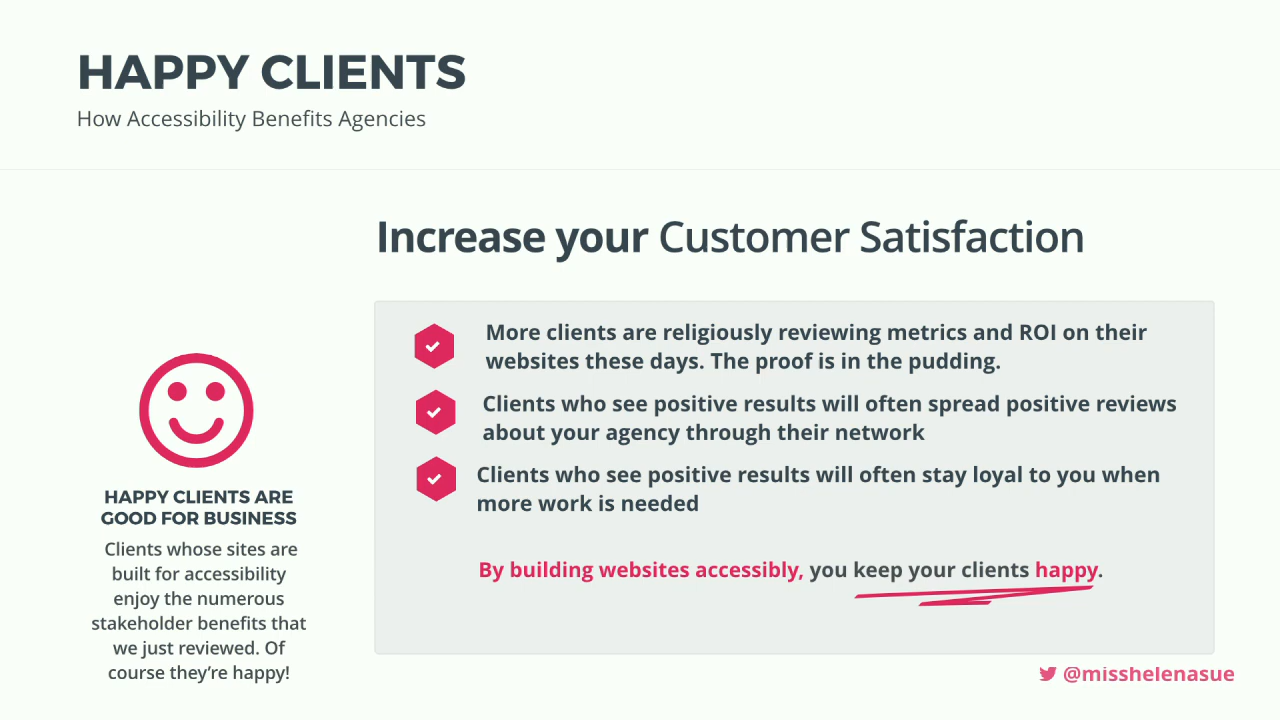 HAPPY CLIENTS
How Accessibility Benefits Agencies
Increase your Customer Satisfaction
More clients are religiously reviewing metrics and ROI on their
websites these days. The proof is in the pudding.
Clients who see positive results will often spread positive reviews
about your agency through their network
Clients who see positive results will often stay loyal to you when
more work is needed
By building websites accessibly, you keep your clients happy.
HAPPY CLIENTS ARE
GOOD FOR BUSINESS
Clients whose sites are
built for accessibility
enjoy the numerous
stakeholder benefits that
we just reviewed. Of
course they’re happy!
@misshelenasue